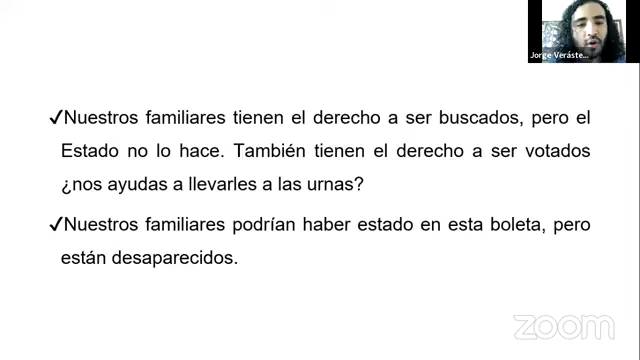 Jorge Veráste...
✓Nuestros familiares tienen el derecho a ser buscados, pero el
Estado no lo hace. También tienen el derecho a ser votados
¿nos ayudas a llevarles a las urnas?
✓Nuestros familiares podrían haber estado en esta boleta, pero
están desaparecidos.
zoom